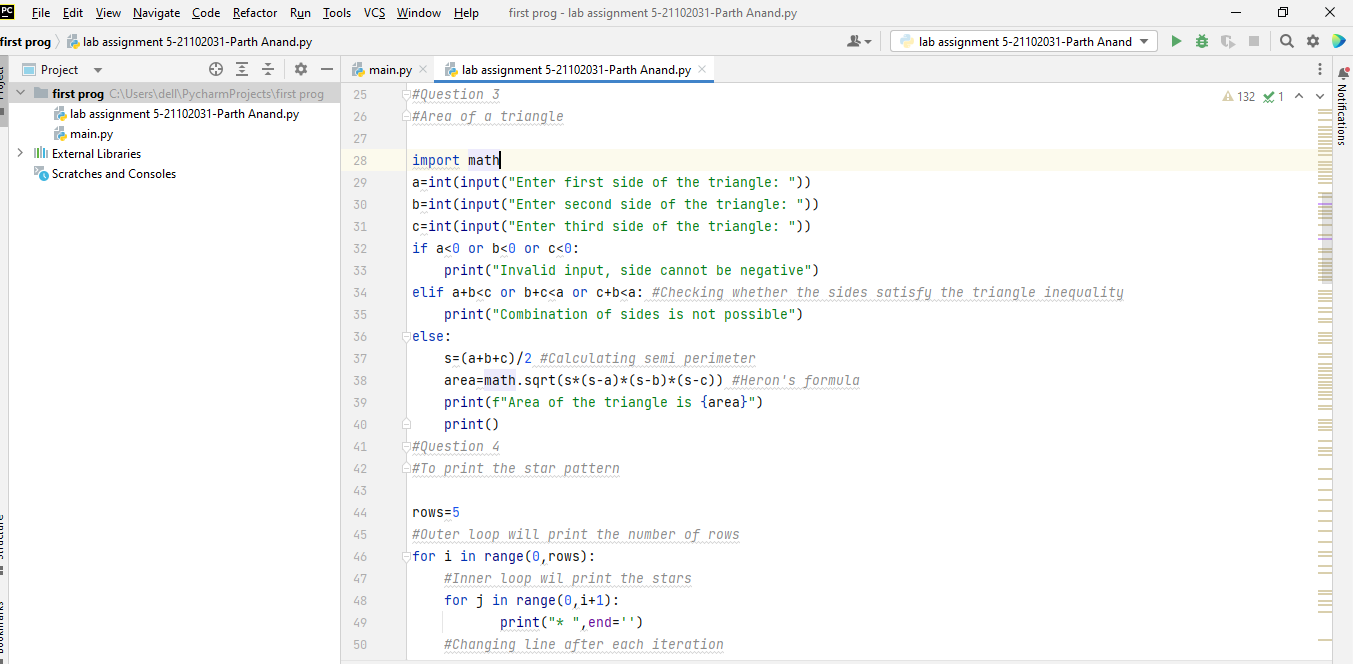 PC File Edit View Navigate Code Refactor Run Tools VCS Window Help first prog - lab assignment 5-21102031-Parth Anand.py
first prog lab assignment 5-21102031-Parth Anand.py lab assignment 5-21102031-Parth Anand
Project
first prog C:\Users\dell\PycharmProjects\first prog
lab assignment 5-21102031-Parth Anand.py
main.py
External Libraries
Scratches and Consoles
main.py lab assignment 5-21102031-Parth Anand.py
132 1
25 #Question 3
26 #Area of a triangle
27
28 import math
29 a=int(input("Enter first side of the triangle: "))
30 b=int(input("Enter second side of the triangle: "))
31 c=int(input("Enter third side of the triangle: "))
32 if a<0 or b<0 or c<0:
33     print("Invalid input, side cannot be negative")
34 elif a+b<c or b+c<a or c+b<a: #Checking whether the sides satisfy the triangle inequality
35     print("Combination of sides is not possible")
36 else:
37     s=(a+b+c)/2 #Calculating semi perimeter
38     area=math.sqrt(s*(s-a)*(s-b)*(s-c)) #Heron's formula
39     print(f"Area of the triangle is {area}")
40     print()
41 #Question 4
42 #To print the star pattern
43
44 rows=5
45 #Outer loop will print the number of rows
46 for i in range(0,rows):
47     #Inner loop wil print the stars
48     for j in range(0,i+1):
49            print("* ",end='')
50     #Changing line after each iteration
Notifications